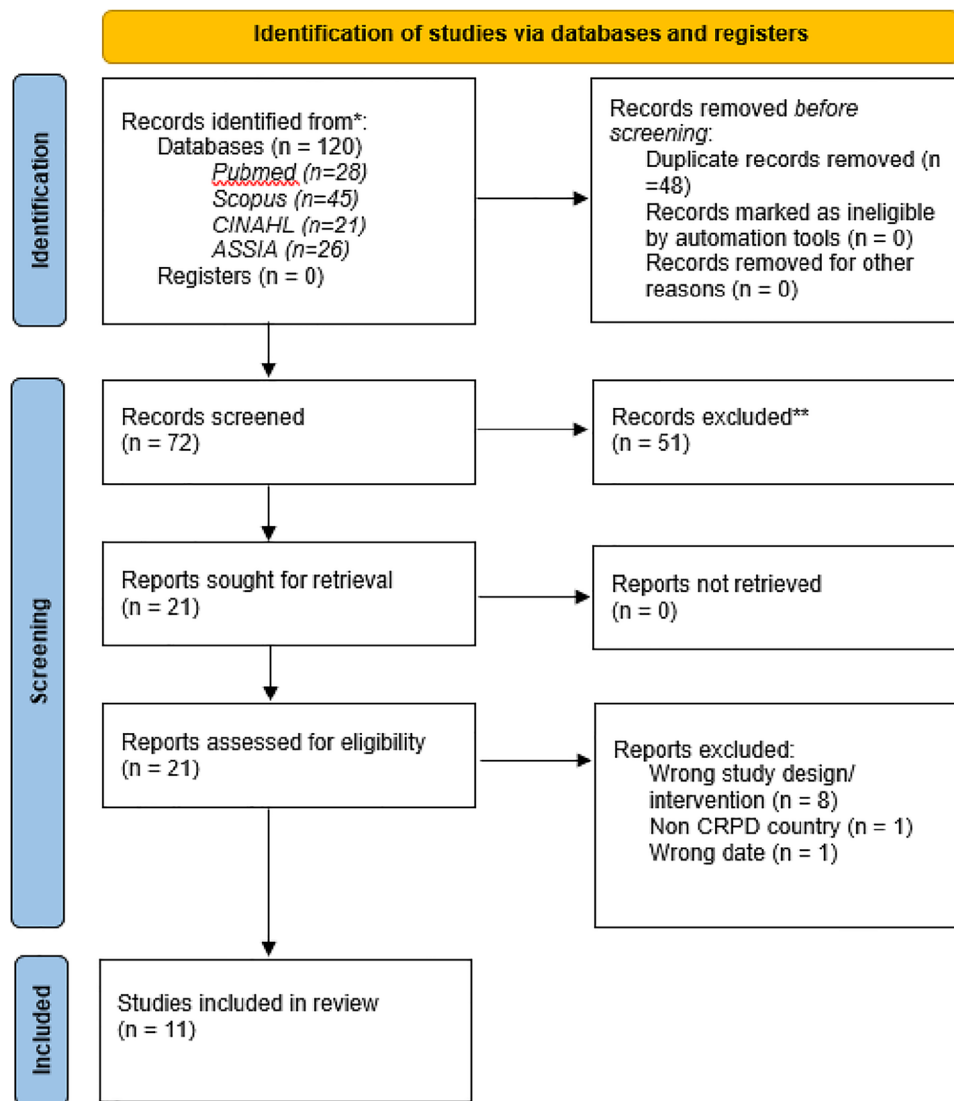 Identification of studies via databases and registers
Identification
Records identified from*:
Databases (n = 120)
Pubmed (n=28)
Scopus (n=45)
CINAHL (n=21)
ASSIA (n=26)
Registers (n = 0)
Records removed before
screening:
Duplicate records removed (n
=48)
Records marked as ineligible
by automation tools (n = 0)
Records removed for other
reasons (n = 0)
Screening
Records screened
(n = 72)
Records excluded**
(n = 51)
Reports sought for retrieval
(n = 21)
Reports not retrieved
(n = 0)
Reports assessed for eligibility
(n = 21)
Reports excluded:
Wrong study design/
intervention (n = 8)
Non CRPD country (n = 1)
Wrong date (n = 1)
Included
Studies included in review
(n = 11)